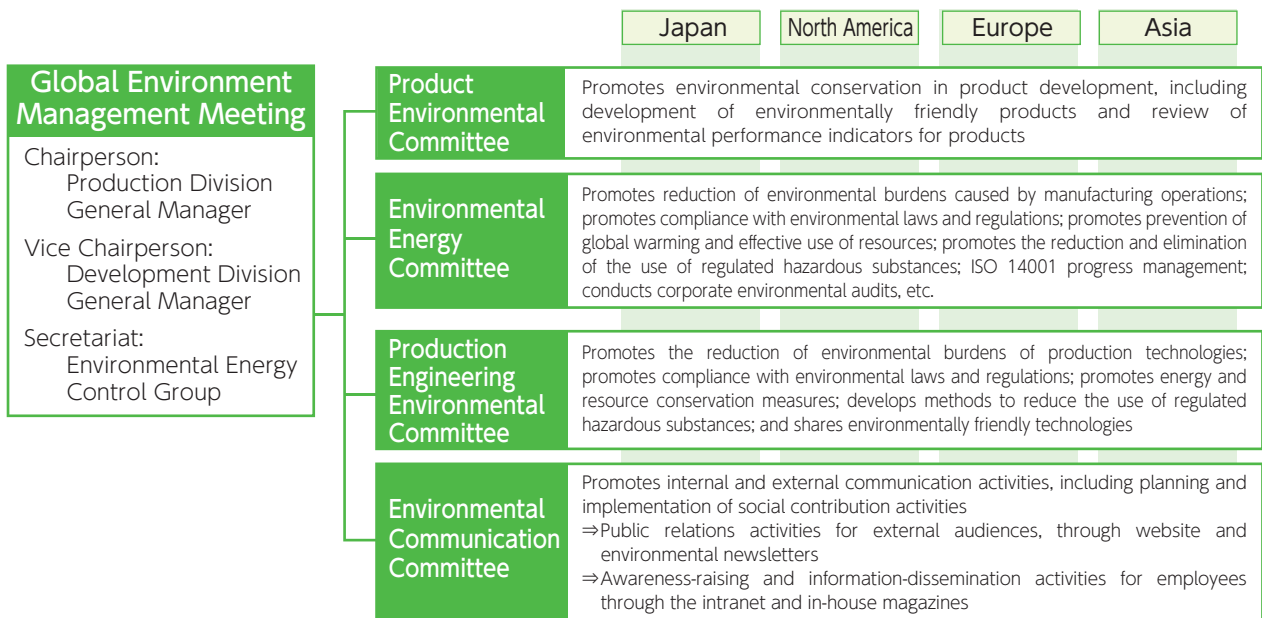 Japan
North America
Europe
Asia
Global Environment
Management Meeting
Chairperson:
Production Division
General Manager
Vice Chairperson:
Development Division
General Manager
Secretariat:
Environmental Energy
Control Group
Product
Environmental
Committee
Promotes environmental conservation in product development, including
development of environmentally friendly products and review of
environmental performance indicators for products
Environmental
Energy
Committee
Promotes reduction of environmental burdens caused by manufacturing operations;
promotes compliance with environmental laws and regulations; promotes prevention of
global warming and effective use of resources; promotes the reduction and elimination
of the use of regulated hazardous substances; ISO 14001 progress management;
conducts corporate environmental audits, etc.
Production
Engineering
Environmental
Committee
Promotes the reduction of environmental burdens of production technologies;
promotes compliance with environmental laws and regulations; promotes energy and
resource conservation measures; develops methods to reduce the use of regulated
hazardous substances; and shares environmentally friendly technologies
Environmental
Communication
Committee
Promotes internal and external communication activities, including planning and
implementation of social contribution activities
⇒Public relations activities for external audiences, through website and
environmental newsletters
⇒Awareness-raising and information-dissemination activities for employees
through the intranet and in-house magazines